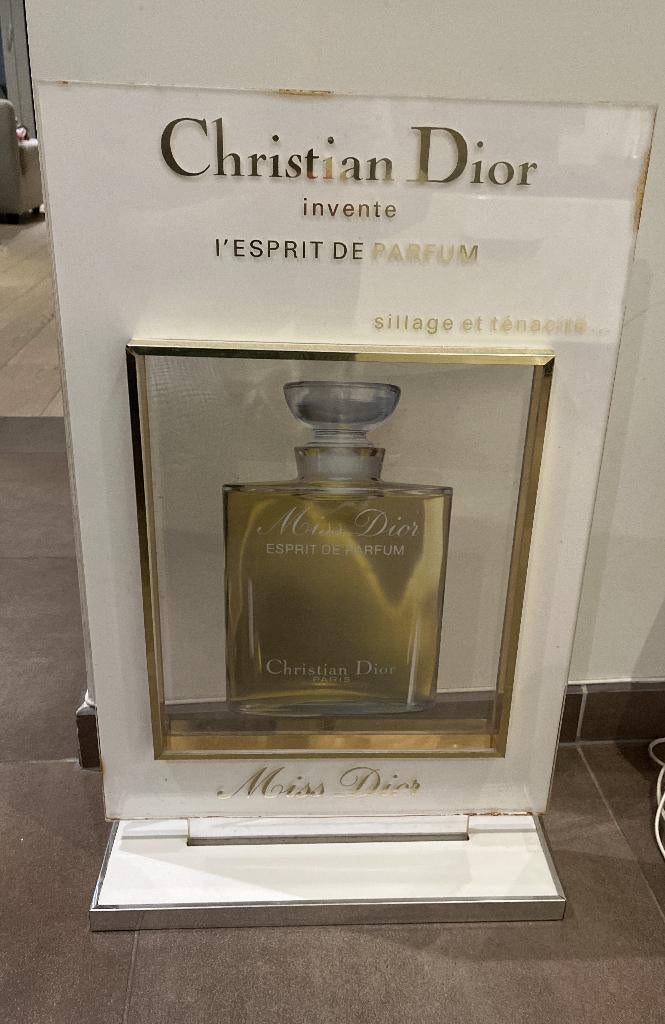 Christian Dior
invente
l'ESPRIT DE PARFUM
sillage et ténacité...
Miss Dior
ESPRIT DE PARFUM
Christian Dior
PARIS
Miss Dior